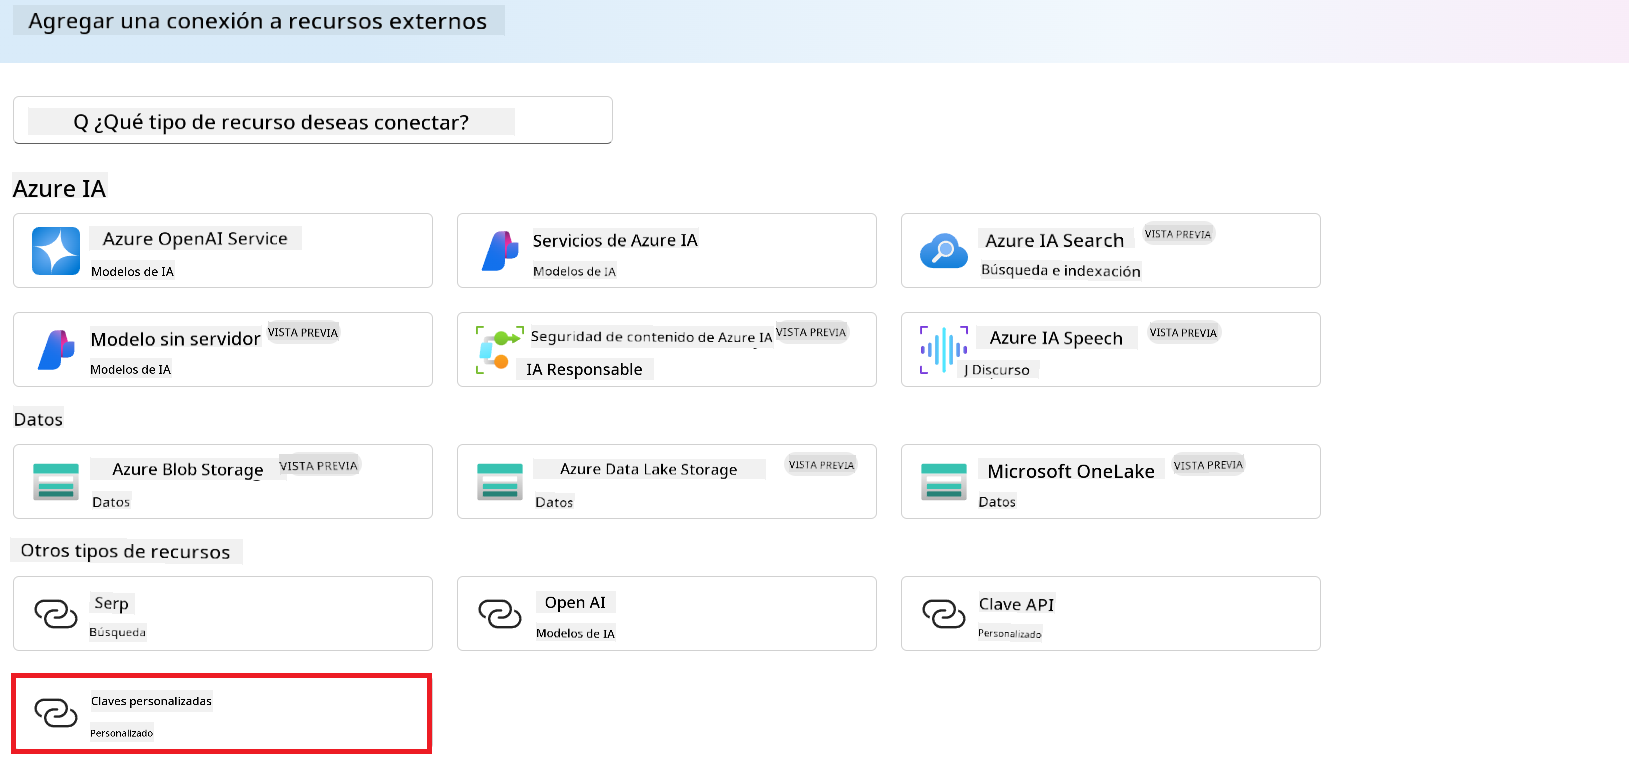 Agregar una conexión a recursos externos
Q ¿Qué tipo de recurso deseas conectar?
Azure IA
Azure OpenAI Service
Modelos de IA
Servicios de Azure IA
Modelos de IA
Azure IA Search VISTA PREVIA
Búsqueda e indexación
Modelo sin servidor VISTA PREVIA
Modelos de IA
Seguridad de contenido de Azure IA VISTA PREVIA
IA Responsable
Azure IA Speech VISTA PREVIA
J Discurso
Datos
Azure Blob Storage VISTA PREVIA
Datos
Azure Data Lake Storage VISTA PREVIA
Datos
Microsoft OneLake VISTA PREVIA
Datos
Otros tipos de recursos
Serp
Búsqueda
Open AI
Modelos de IA
Clave API
Personalizado
Claves personalizadas
Personalizado